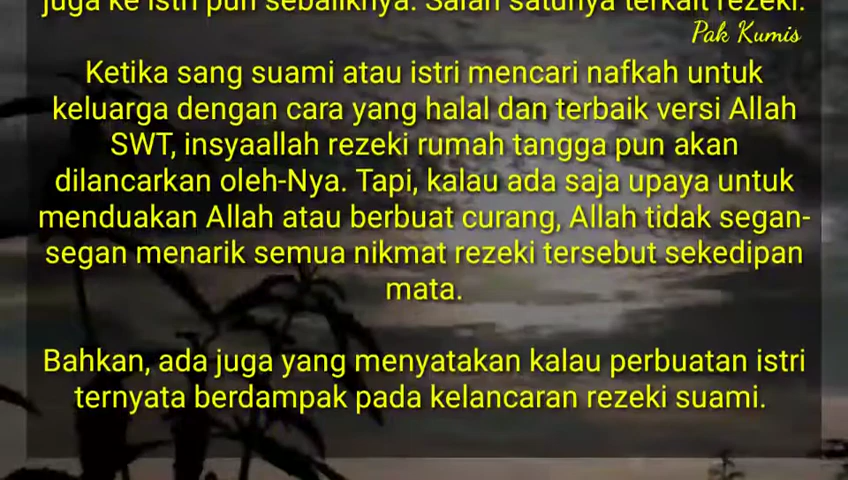 juga ke istri pun sebaliknya. Salah satunya terkait rezeki.
Pak Kumis
Ketika sang suami atau istri mencari nafkah untuk
keluarga dengan cara yang halal dan terbaik versi Allah
SWT, insyaallah rezeki rumah tangga pun akan
dilancarkan oleh-Nya. Tapi, kalau ada saja upaya untuk
menduakan Allah atau berbuat curang, Allah tidak segan-
segan menarik semua nikmat rezeki tersebut sekedipan
mata.
Bahkan, ada juga yang menyatakan kalau perbuatan istri
ternyata berdampak pada kelancaran rezeki suami.